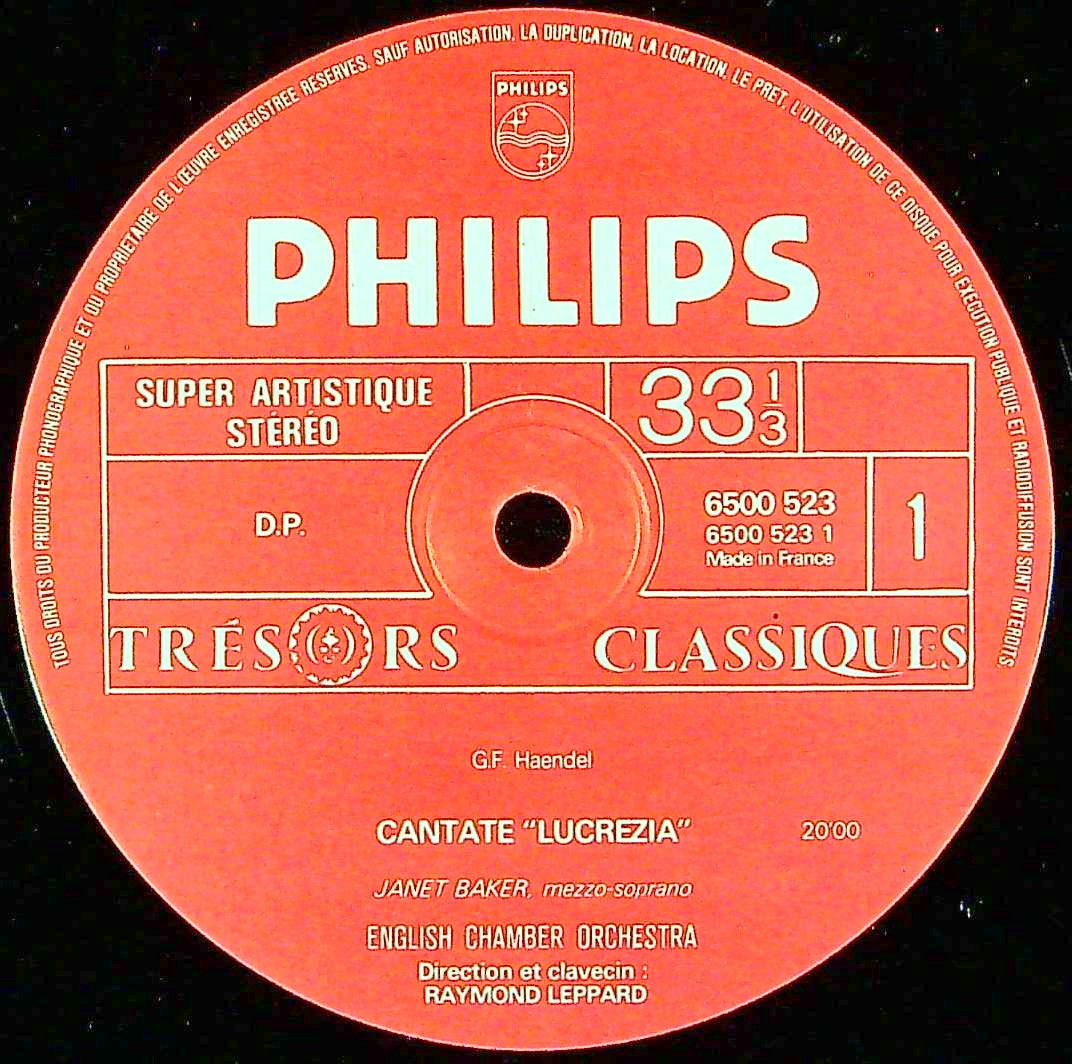 TOUS DROITS DU PRODUCTEUR PHONOGRAPHIQUE ET DU PROPRIETAIRE DE L'ŒUVRE ENREGISTREE RESERVES. SAUF AUTORISATION, LA DUPLICATION, LA LOCATION, LE PRET, L'UTILISATION DE CE DISQUE POUR EXECUTION PUBLIQUE ET RADIODIFFUSION SONT INTERDITS.
PHILIPS
PHILIPS
SUPER ARTISTIQUE
STÉRÉO
33 1/3
D.P.
6500 523
6500 523 1
Made in France
1
TRÉSORS CLASSIQUES
G.F. Haendel
CANTATE "LUCREZIA" 20'00
JANET BAKER, mezzo-soprano
ENGLISH CHAMBER ORCHESTRA
Direction et clavecin :
RAYMOND LEPPARD